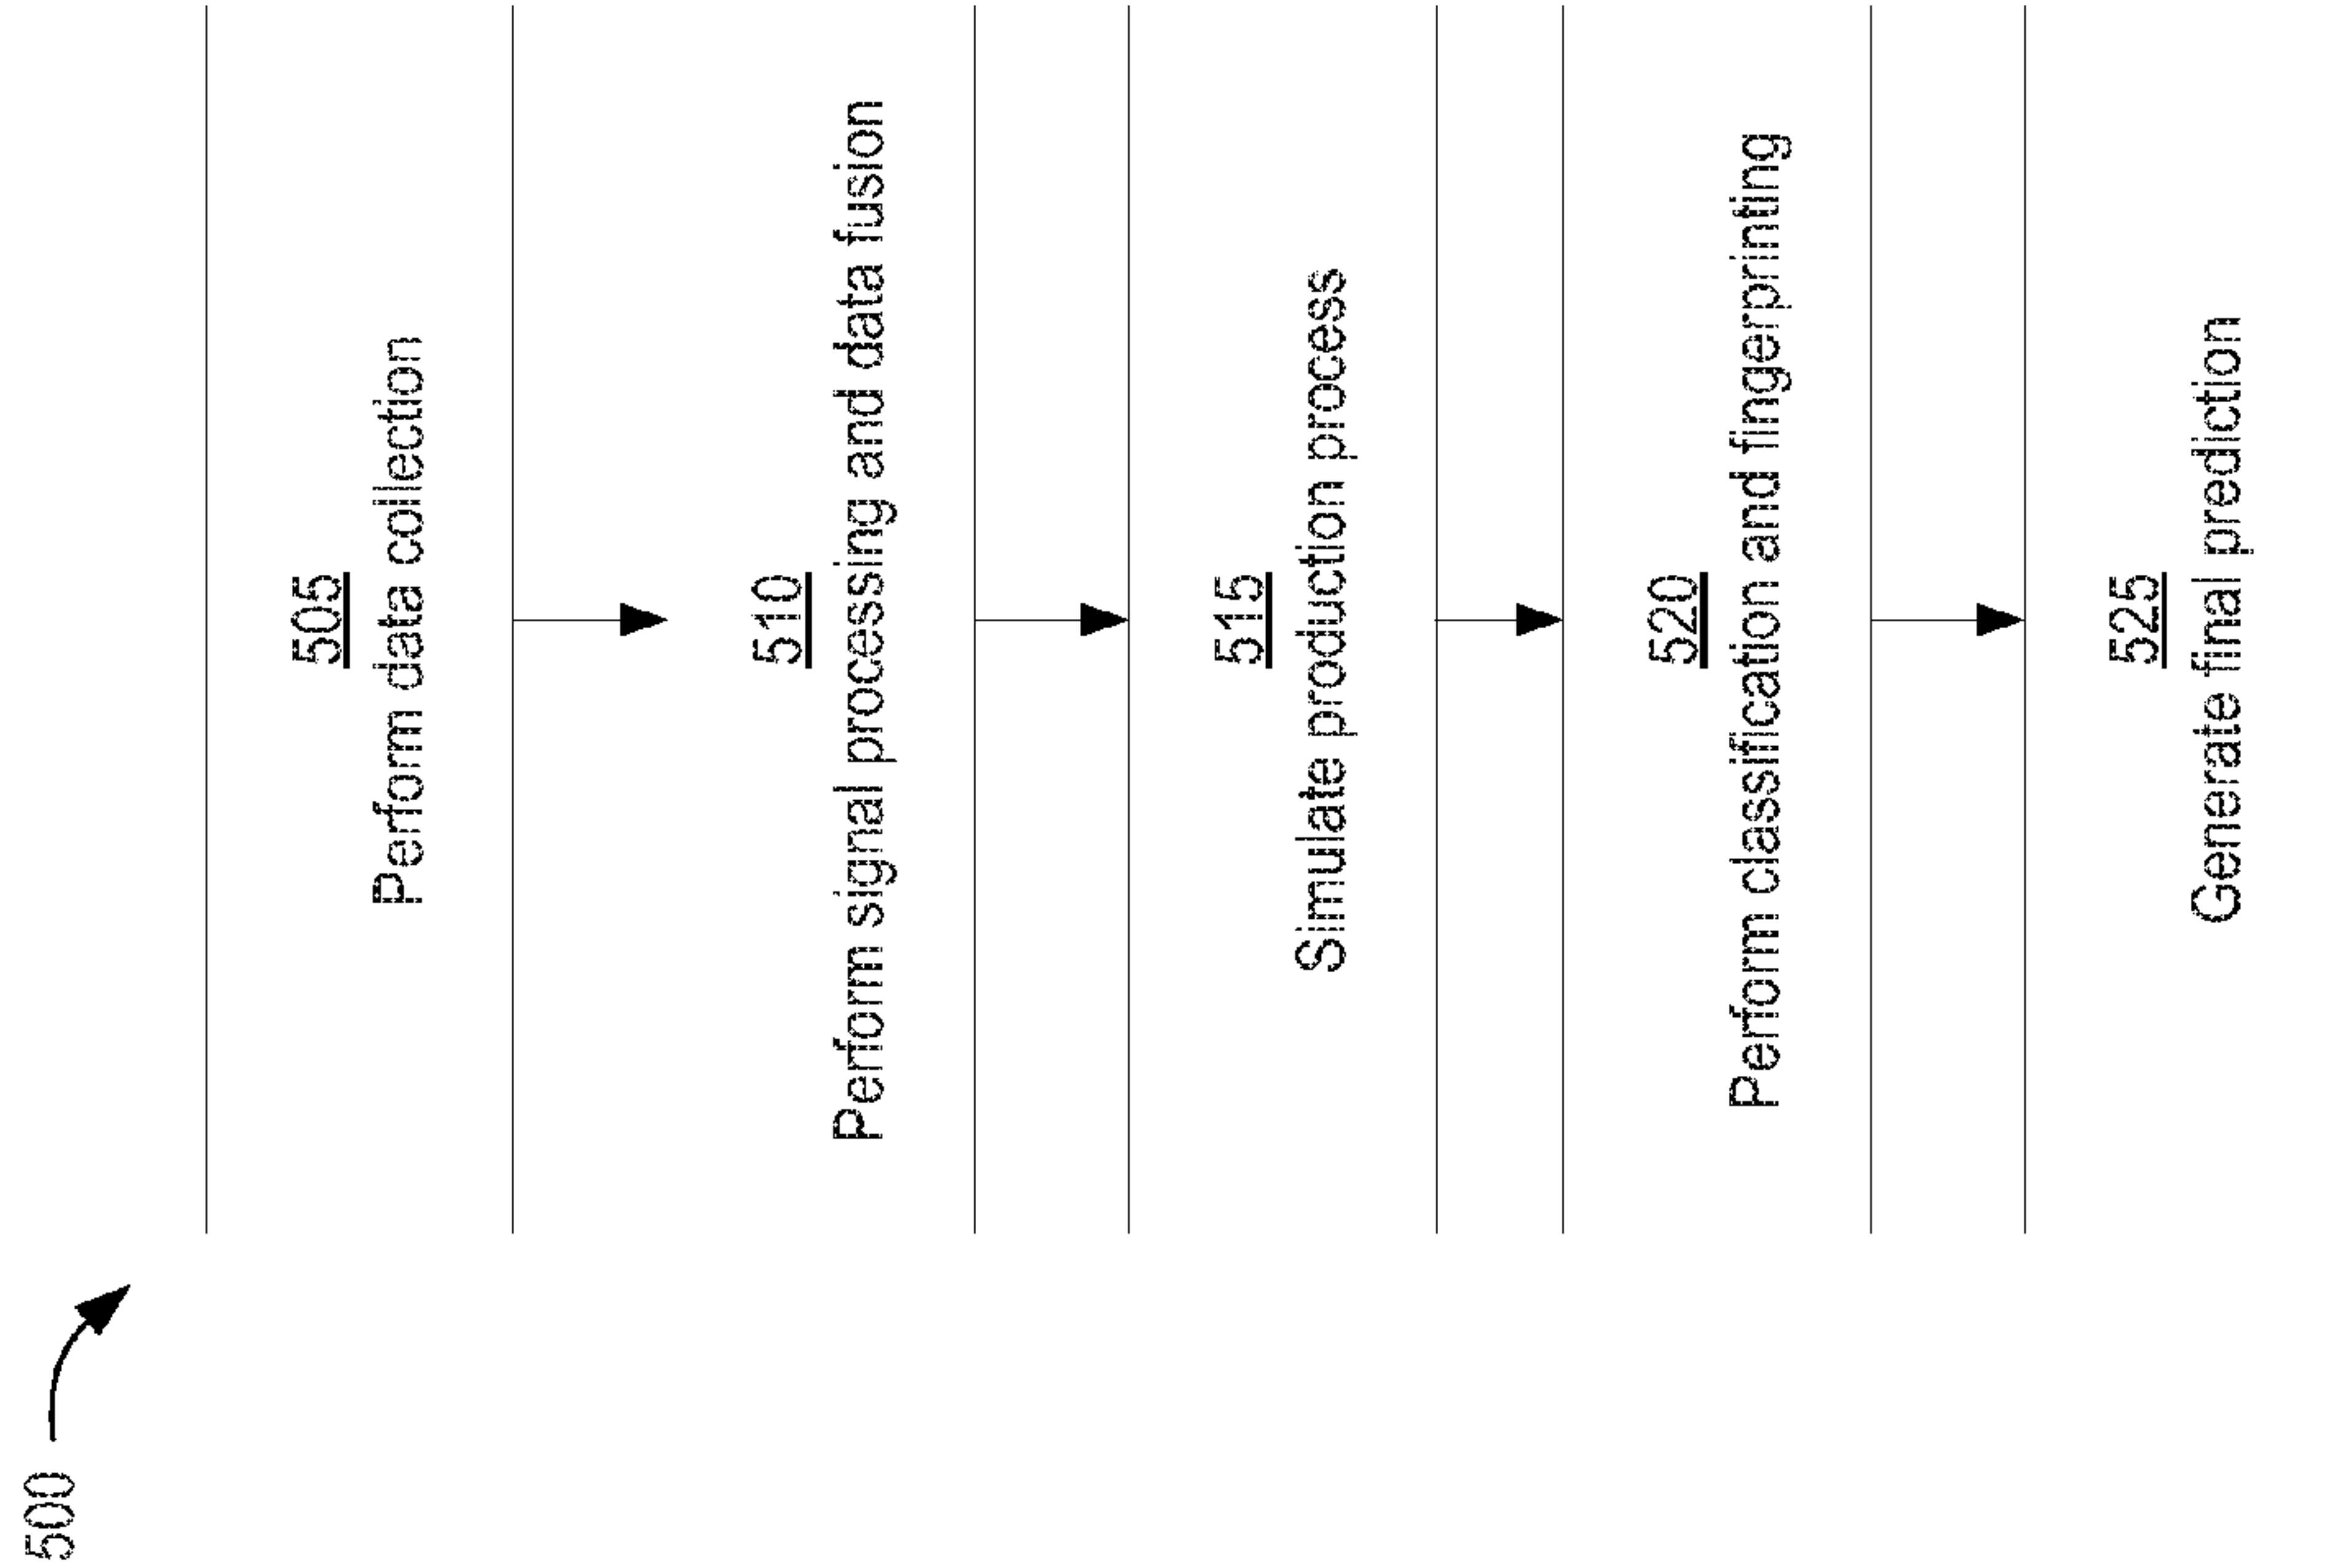 500
505
Perform data collection
510
Perform signal processing and data fusion
515
Simulate production process
520
Perform classification and fingerprinting
525
Generate final prediction